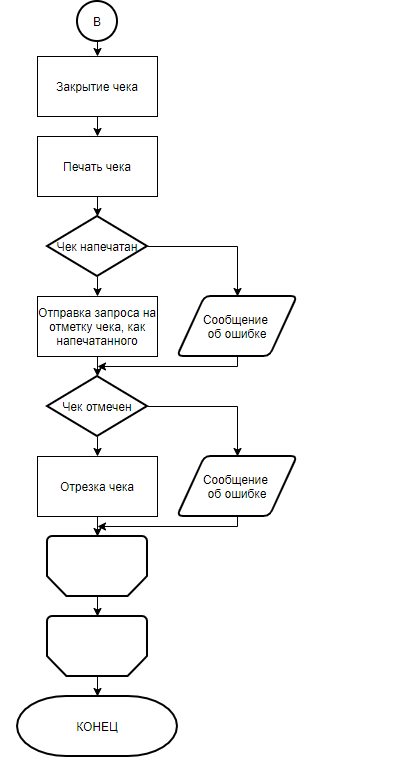 B
Закрытие чека
Печать чека
Чек напечатан
Отправка запроса на
отметку чека, как
напечатанного
Сообщение
об ошибке
Чек отмечен
Отрезка чека
Сообщение
об ошибке
КОНЕЦ